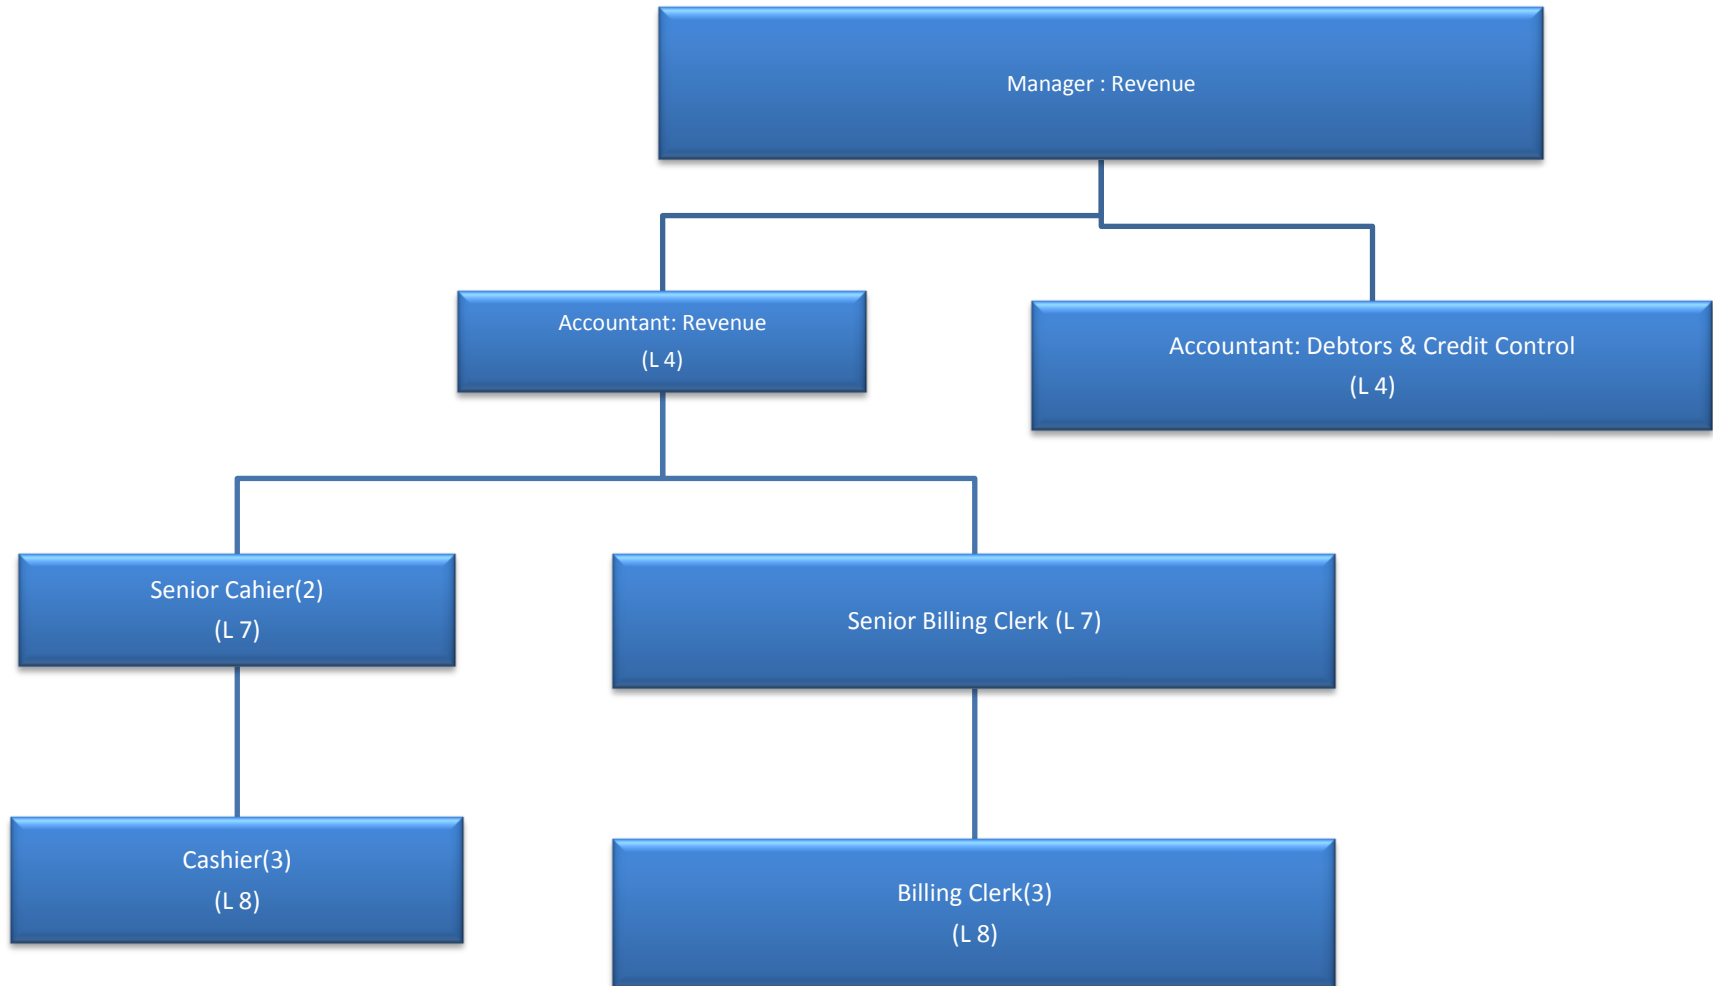 Manager : Revenue
Accountant: Revenue
(L 4)
Accountant: Debtors & Credit Control
(L 4)
Senior Cahier(2)
(L 7)
Senior Billing Clerk (L 7)
Cashier(3)
(L 8)
Billing Clerk(3)
(L 8)